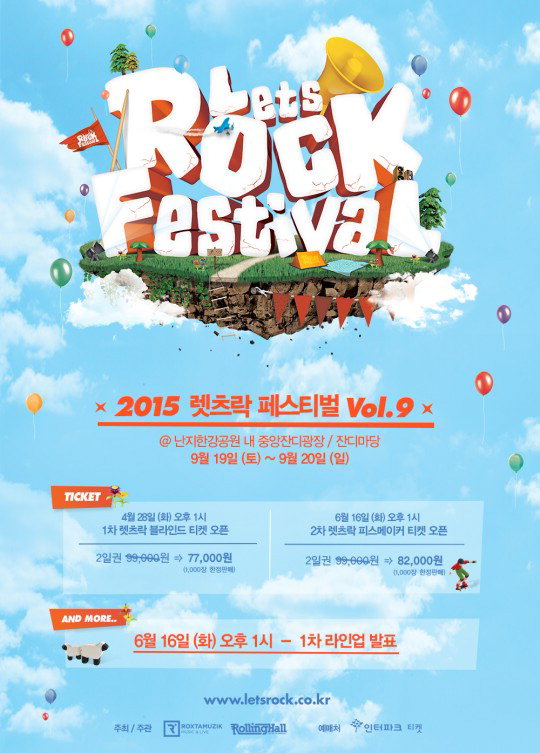 Lets
Rock
Festival
Rock
Festival
2015 렛츠락 페스티벌 Vol.9
@ 난지한강공원 내 중앙잔디광장 / 잔디마당
9월 19일 (토) ~ 9월 20일 (일)
TICKET
4월 28일 (화) 오후 1시
1차 렛츠락 블라인드 티켓 오픈
2일권 99,000원 ⇒ 77,000원
(1,000장 한정판매)
6월 16일 (화) 오후 1시
2차 렛츠락 피스메이커 티켓 오픈
2일권 99,000원 ⇒ 82,000원
(1,000장 한정판매)
AND MORE..
6월 16일 (화) 오후 1시 – 1차 라인업 발표
www.letsrock.co.kr
주최 / 주관 ROXTAMUZIK MUSIC & LIVE RollingHall 예매처 인터파크 티켓